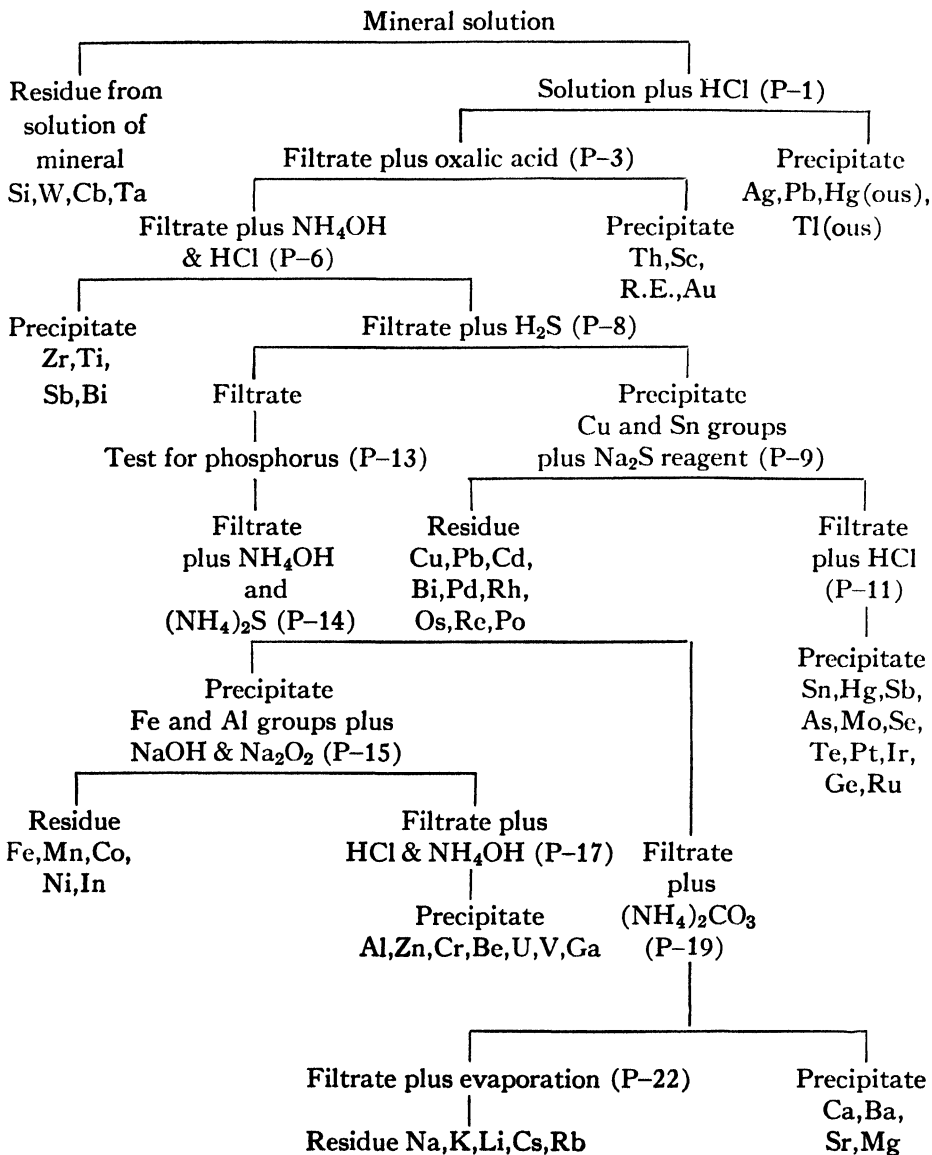 Mineral solution
Residue from
solution of
mineral
Si,W,Cb,Ta
Solution plus HCl (P–1)
Filtrate plus oxalic acid (P–3)
Precipitate
Ag,Pb,Hg(ous),
Tl(ous)
Filtrate plus NH₄OH
& HCl (P–6)
Precipitate
Th,Sc,
R.E.,Au
Precipitate
Zr,Ti,
Sb,Bi
Filtrate plus H₂S (P–8)
Filtrate
Precipitate
Cu and Sn groups
plus Na₂S reagent (P–9)
Test for phosphorus (P–13)
Filtrate
plus NH₄OH
and
(NH₄)₂S (P–14)
Residue
Cu,Pb,Cd,
Bi,Pd,Rh,
Os,Re,Po
Filtrate
plus HCl
(P–11)
Precipitate
Sn,Hg,Sb,
As,Mo,Se,
Te,Pt,Ir,
Ge,Ru
Precipitate
Fe and Al groups plus
NaOH & Na₂O₂ (P–15)
Residue
Fe,Mn,Co,
Ni,In
Filtrate plus
HCl & NH₄OH (P–17)
Precipitate
Al,Zn,Cr,Be,U,V,Ga
Filtrate
plus
(NH₄)₂CO₃
(P–19)
Filtrate plus evaporation (P–22)
Residue Na,K,Li,Cs,Rb
Precipitate
Ca,Ba,
Sr,Mg